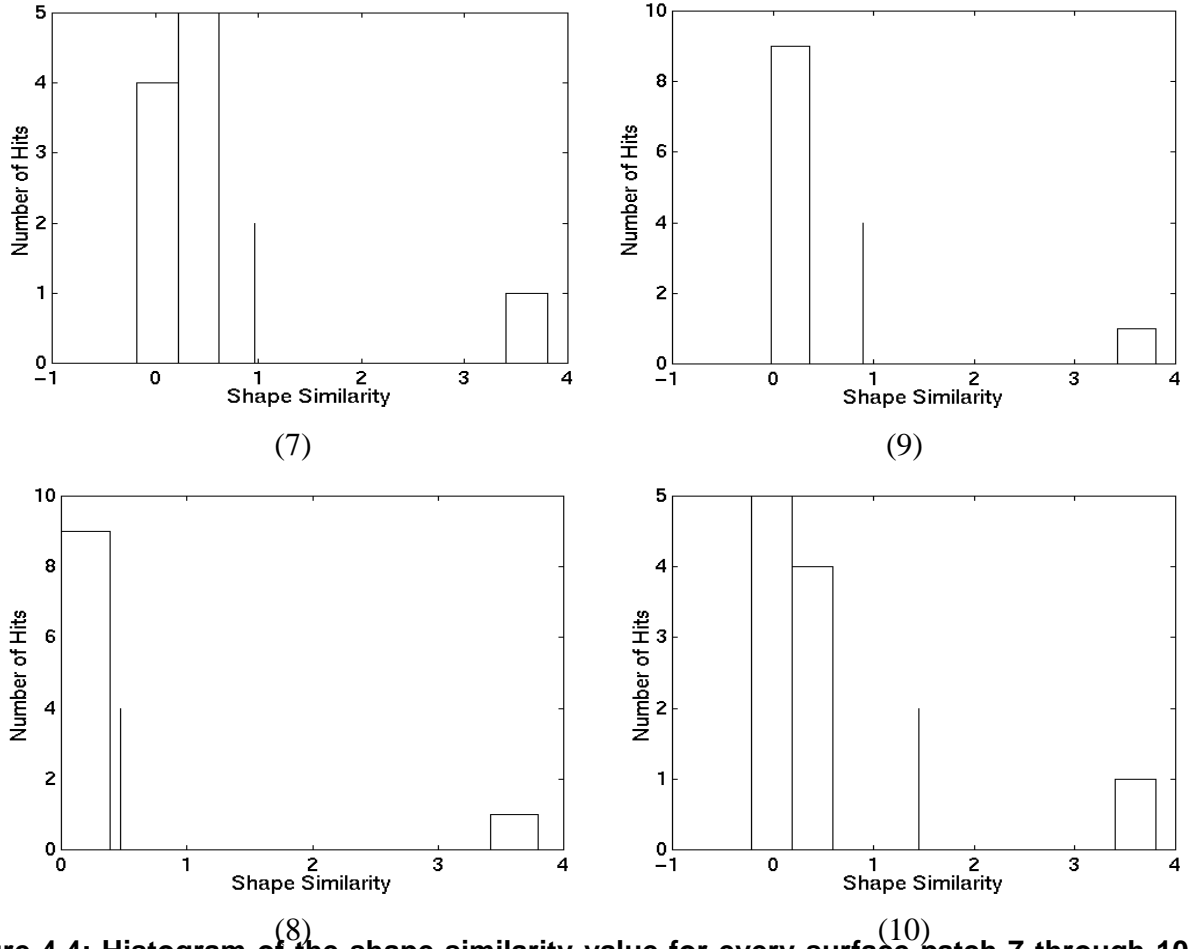 5
4
3
2
1
0
Number of Hits
−1 0 1 2 3 4
Shape Similarity
(7)
10
8
6
4
2
0
Number of Hits
−1 0 1 2 3 4
Shape Similarity
(9)
10
8
6
4
2
0
Number of Hits
0 1 2 3 4
Shape Similarity
(8)
5
4
3
2
1
0
Number of Hits
−1 0 1 2 3 4
Shape Similarity
(10)
4.4: Histogram of the shape similarity value for every surface patch 7 through 10